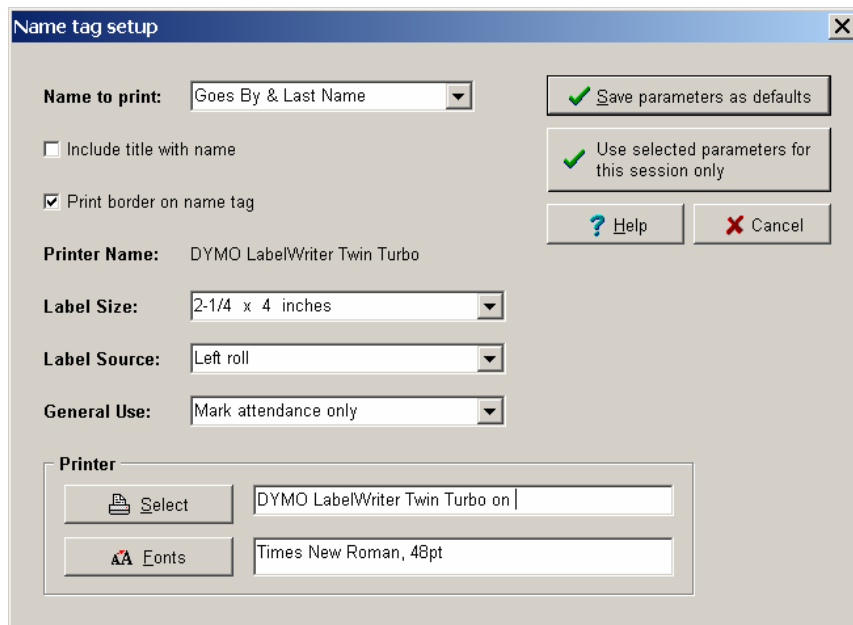 Name tag setup
Name to print: Goes By & Last Name
Save parameters as defaults
Include title with name
Use selected parameters for
this session only
Print border on name tag
Help Cancel
Printer Name: DYMO LabelWriter Twin Turbo
Label Size: 2-1/4 x 4 inches
Label Source: Left roll
General Use: Mark attendance only
Printer
Select DYMO LabelWriter Twin Turbo on
Fonts Times New Roman, 48pt